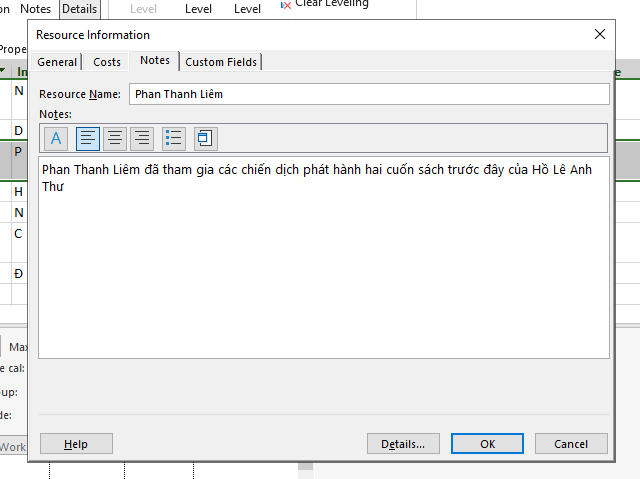 on Notes Details Level Level Level Clear Leveling
Resource Information
Prope
General Costs Notes Custom Fields
In
e
Resource Name: Phan Thanh Liêm
N
Notes:
D
A
P
Phan Thanh Liêm đã tham gia các chiến dịch phát hành hai cuốn sách trước đây của Hồ Lê Anh
Thư
H
N
C
Đ
Max
e cal:
oup:
de:
Work
Help Details... OK Cancel